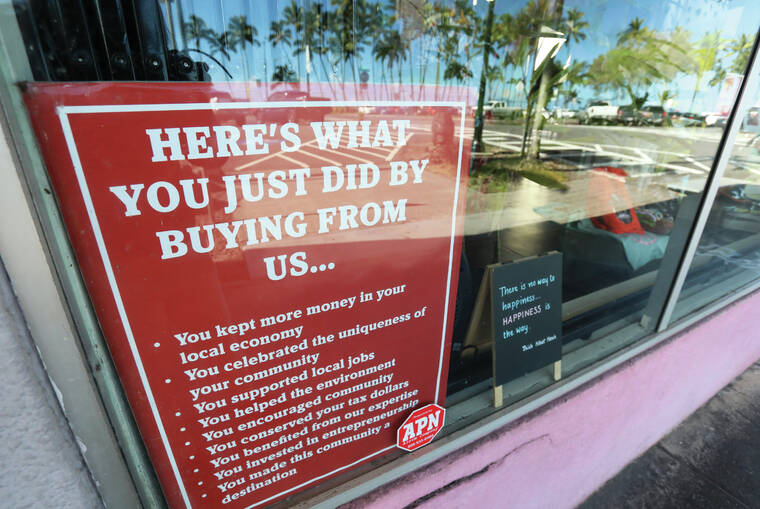 HERE'S WHAT
YOU JUST DID BY
BUYING FROM
US...
• You kept more money in your
local economy
• You celebrated the uniqueness of
your community
• You supported local jobs
• You helped the environment
• You encouraged community
• You conserved your tax dollars
• You benefited from our expertise
• You invested in entrepreneurship
• You made this community a
destination
APN
There is no way to
happiness...
HAPPINESS is
the way.
Thich Nhat Hanh